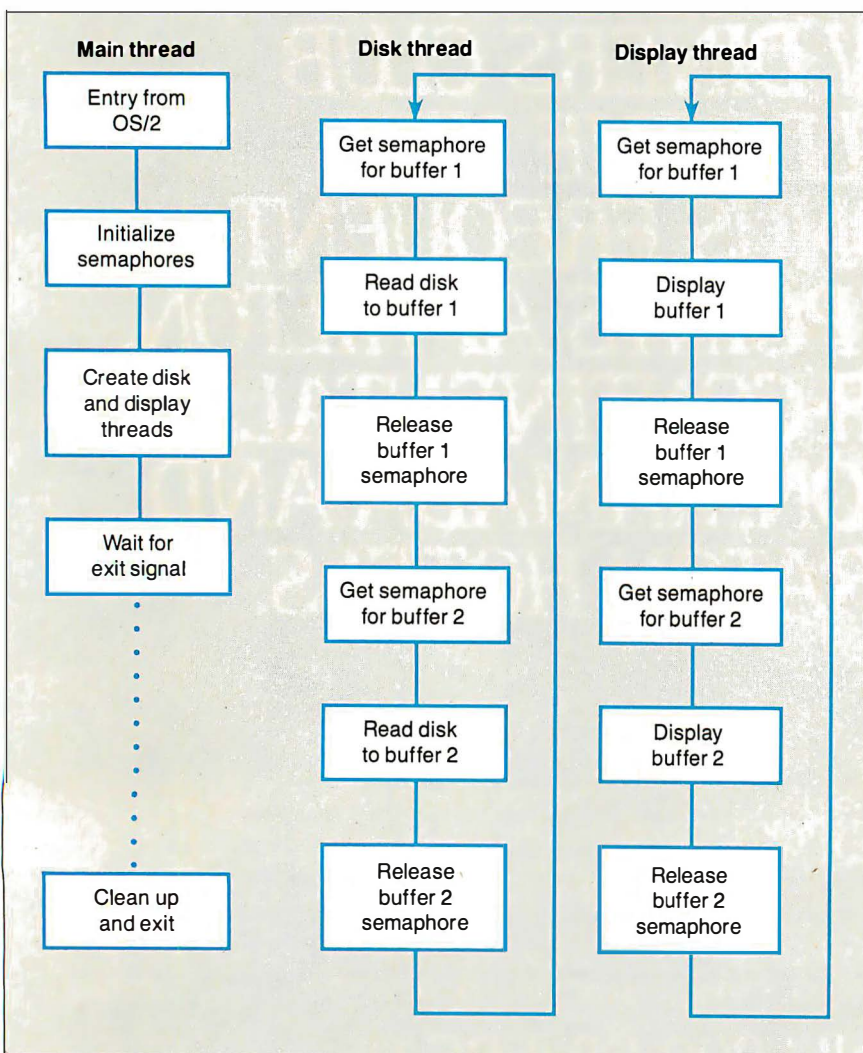 Main thread
Entry from
OS/2
Initialize
semaphores
Create disk
and display
threads
Wait for
exit signal
Clean up
and exit
Disk thread
Get semaphore
for buffer 1
Read disk
to buffer 1
Release
buffer 1
semaphore
Get semaphore
for buffer 2
Read disk
to buffer 2
Release
buffer 2
semaphore
Display thread
Get semaphore
for buffer 1
Display
buffer 1
Release
buffer 1
semaphore
Get semaphore
for buffer 2
Display
buffer 2
Release
buffer 2
semaphore